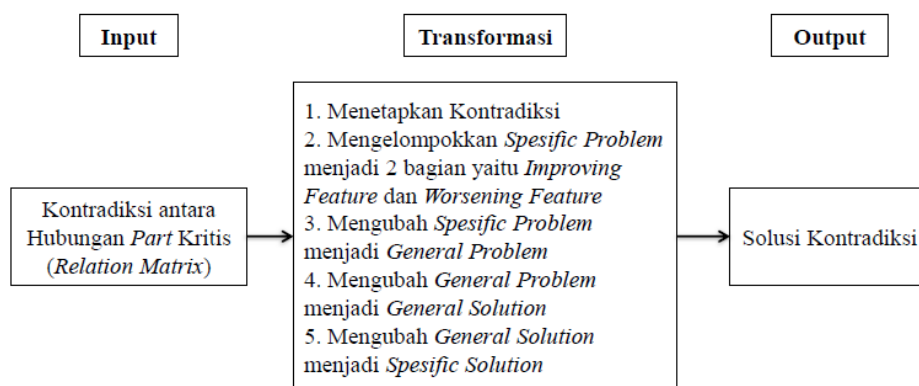 Input
Transformasi
Output
Kontradiksi antara
Hubungan Part Kritis
(Relation Matrix)
1. Menetapkan Kontradiksi
2. Mengelompokkan Spesific Problem
menjadi 2 bagian yaitu Improving
Feature dan Worsening Feature
3. Mengubah Spesific Problem
menjadi General Problem
4. Mengubah General Problem
menjadi General Solution
5. Mengubah General Solution
menjadi Spesific Solution
Solusi Kontradiksi